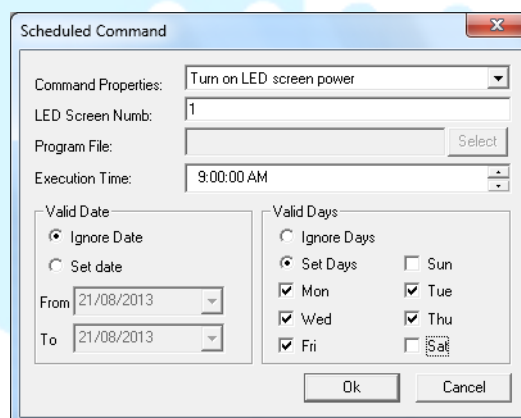 Scheduled Command
Command Properties: Turn on LED screen power
LED Screen Numb: 1
Program File: Select
Execution Time: 9:00:00 AM
Valid Date
Ignore Date
Set date
From 21/08/2013
To 21/08/2013
Valid Days
Ignore Days
Set Days Sun
Mon Tue
Wed Thu
Fri Sat
Ok Cancel